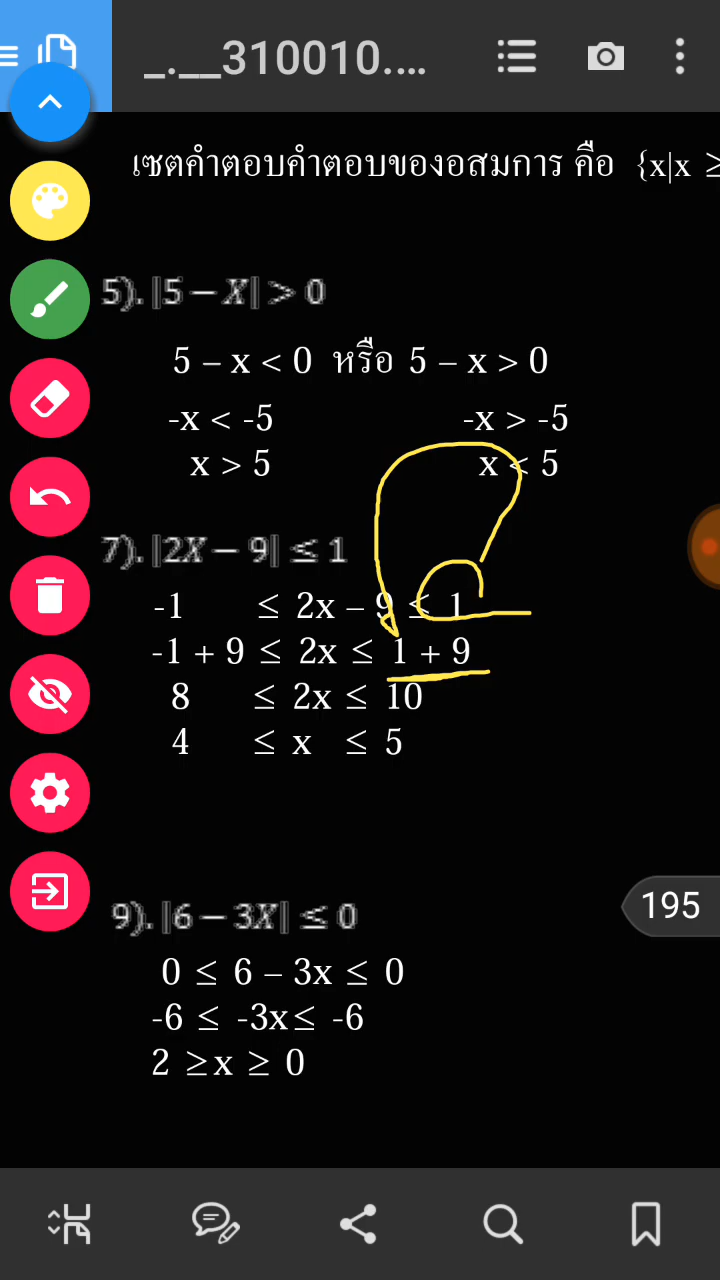 _.__310010....
เซตคำตอบคำตอบของอสมการ คือ {x|x ≥
5). |5 – X| > 0
5 – x < 0 หรือ 5 – x > 0
-x < -5 -x > -5
x > 5 x < 5
7). |2X – 9| ≤ 1
-1 ≤ 2x – 9 ≤ 1
-1 + 9 ≤ 2x ≤ 1 + 9
8 ≤ 2x ≤ 10
4 ≤ x ≤ 5
195
9). |6 – 3X| ≤ 0
0 ≤ 6 – 3x ≤ 0
-6 ≤ -3x≤ -6
2 ≥x ≥ 0